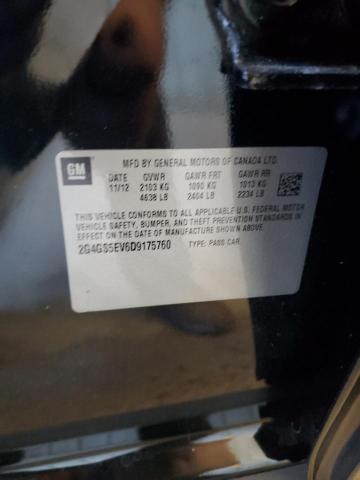 GM
MFD BY GENERAL MOTORS OF CANADA LTD.
DATE GVWR GAWR FRT GAWR RR
11/12 2103 KG 1090 KG 1013 KG
4638 LB 2404 LB 2234 LB
THIS VEHICLE CONFORMS TO ALL APPLICABLE U.S. FEDERAL MOTOR
VEHICLE SAFETY, BUMPER, AND THEFT PREVENTION STANDARDS
IN EFFECT ON THE DATE OF MANUFACTURE SHOWN ABOVE.
2G4GS5EV6D9175760 TYPE: PASS CAR